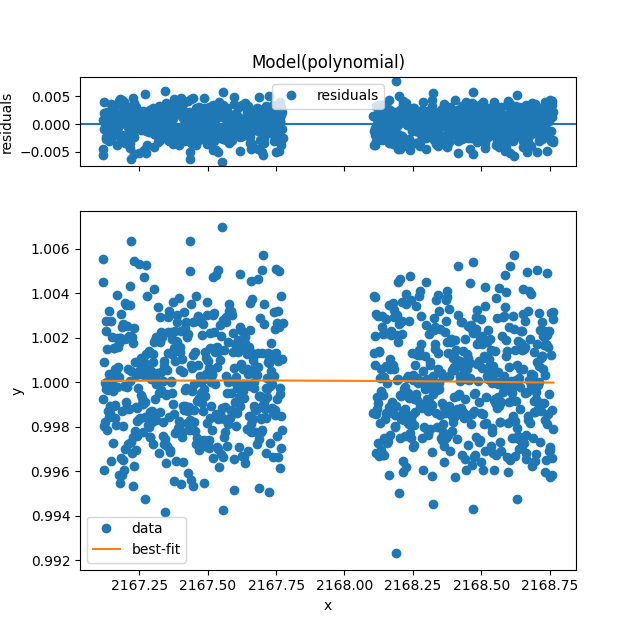 Model(polynomial)
residuals
0.005
0.000
−0.005
residuals
y
1.006
1.004
1.002
1.000
0.998
0.996
0.994
0.992
data
best-fit
2167.25 2167.50 2167.75 2168.00 2168.25 2168.50 2168.75
x